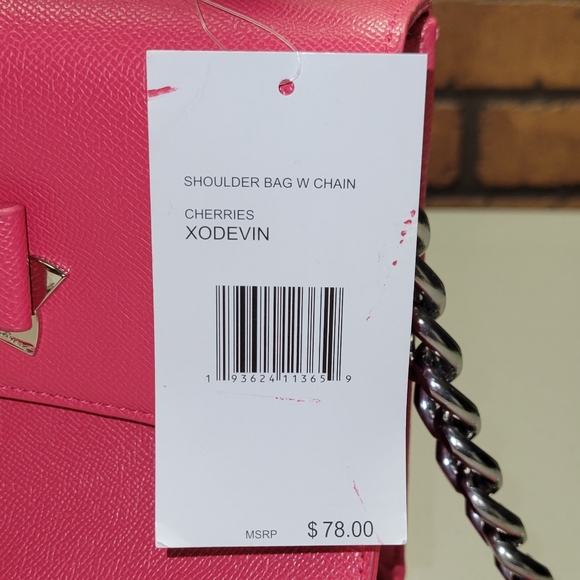 SHOULDER BAG W CHAIN
CHERRIES
XODEVIN
1 93624 11365 9
MSRP $78.00